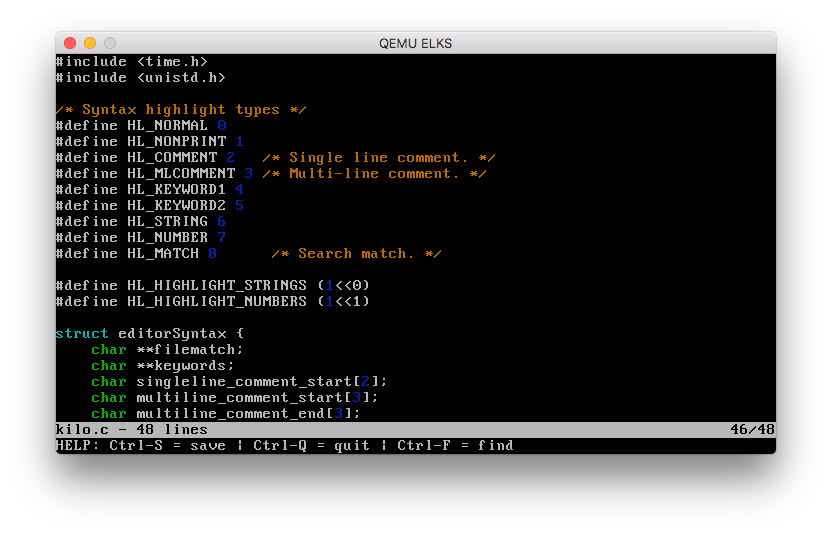 QEMU ELKS
#include <time.h>
#include <unistd.h>
/* Syntax highlight types */
#define HL_NORMAL 0
#define HL_NONPRINT 1
#define HL_COMMENT 2   /* Single line comment. */
#define HL_MLCOMMENT 3 /* Multi-line comment. */
#define HL_KEYWORD1 4
#define HL_KEYWORD2 5
#define HL_STRING 6
#define HL_NUMBER 7
#define HL_MATCH 8      /* Search match. */
#define HL_HIGHLIGHT_STRINGS (1<<0)
#define HL_HIGHLIGHT_NUMBERS (1<<1)
struct editorSyntax {
    char **filematch;
    char **keywords;
    char singleline_comment_start[2];
    char multiline_comment_start[3];
    char multiline_comment_end[3];
kilo.c - 48 lines 46/48
HELP: Ctrl-S = save | Ctrl-Q = quit | Ctrl-F = find